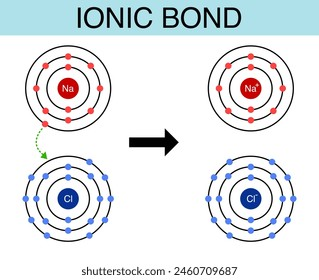 IONIC BOND
Na
Na+
Cl
Cl-
shutterstock.com · 2460709687